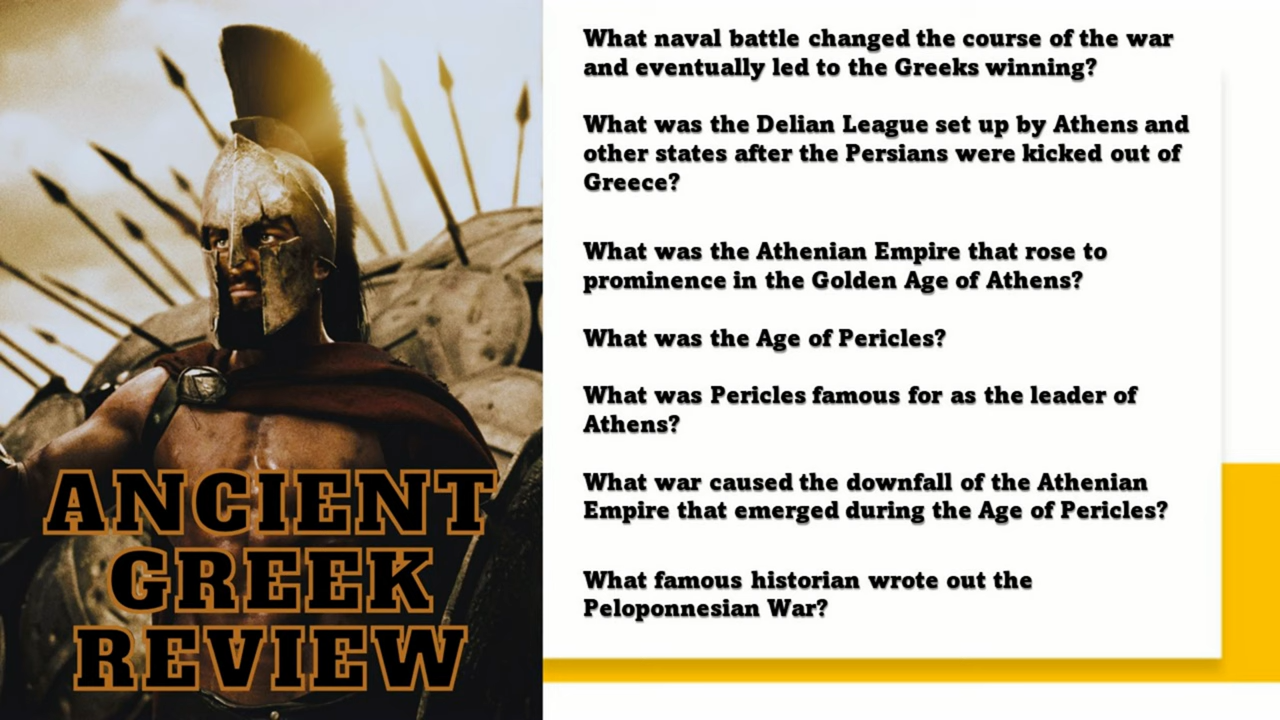 ANCIENT
GREEK
REVIEW
What naval battle changed the course of the war
and eventually led to the Greeks winning?
What was the Delian League set up by Athens and
other states after the Persians were kicked out of
Greece?
What was the Athenian Empire that rose to
prominence in the Golden Age of Athens?
What was the Age of Pericles?
What was Pericles famous for as the leader of
Athens?
What war caused the downfall of the Athenian
Empire that emerged during the Age of Pericles?
What famous historian wrote out the
Peloponnesian War?